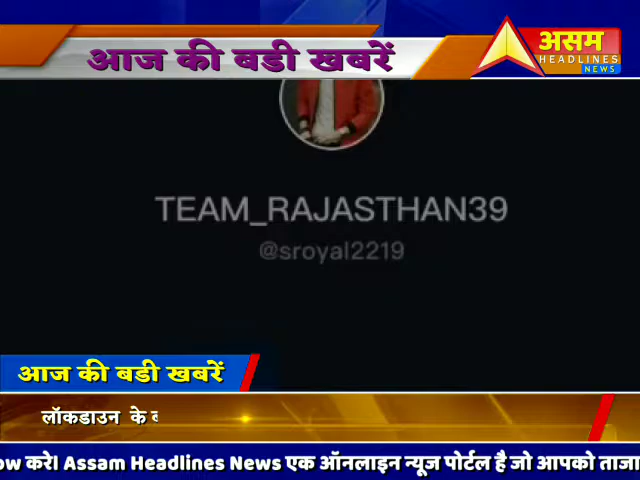 आज की बडी खबरें
असम
HEADLINES
NEWS
TEAM_RAJASTHAN39
@sroyal2219
आज की बडी खबरें
लॉकडाउन के
करे। Assam Headlines News एक ऑनलाइन न्यूज पोर्टल है जो आपको ताजा